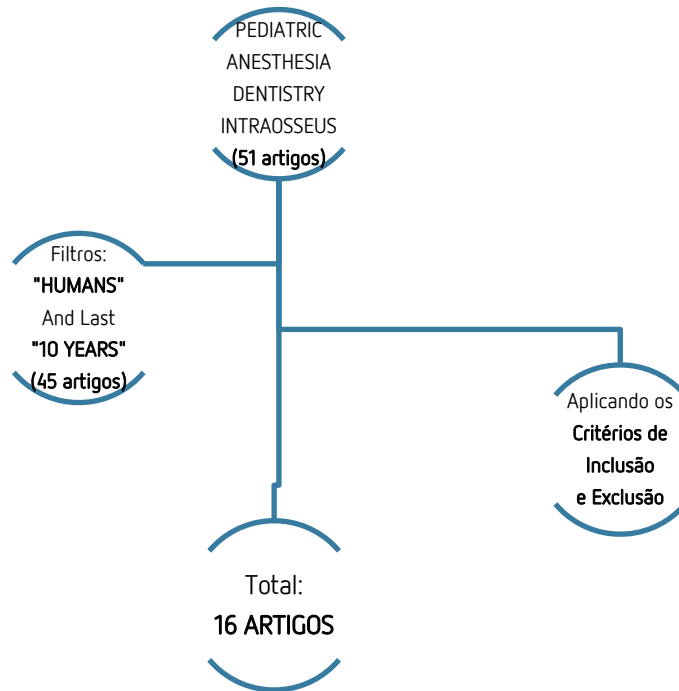 PEDIATRIC
ANESTHESIA
DENTISTRY
INTRAOSSEUS
(51 artigos)
Filtros:
"HUMANS"
And Last
"10 YEARS"
(45 artigos)
Aplicando os
Critérios de
Inclusão
e Exclusão
Total:
16 ARTIGOS